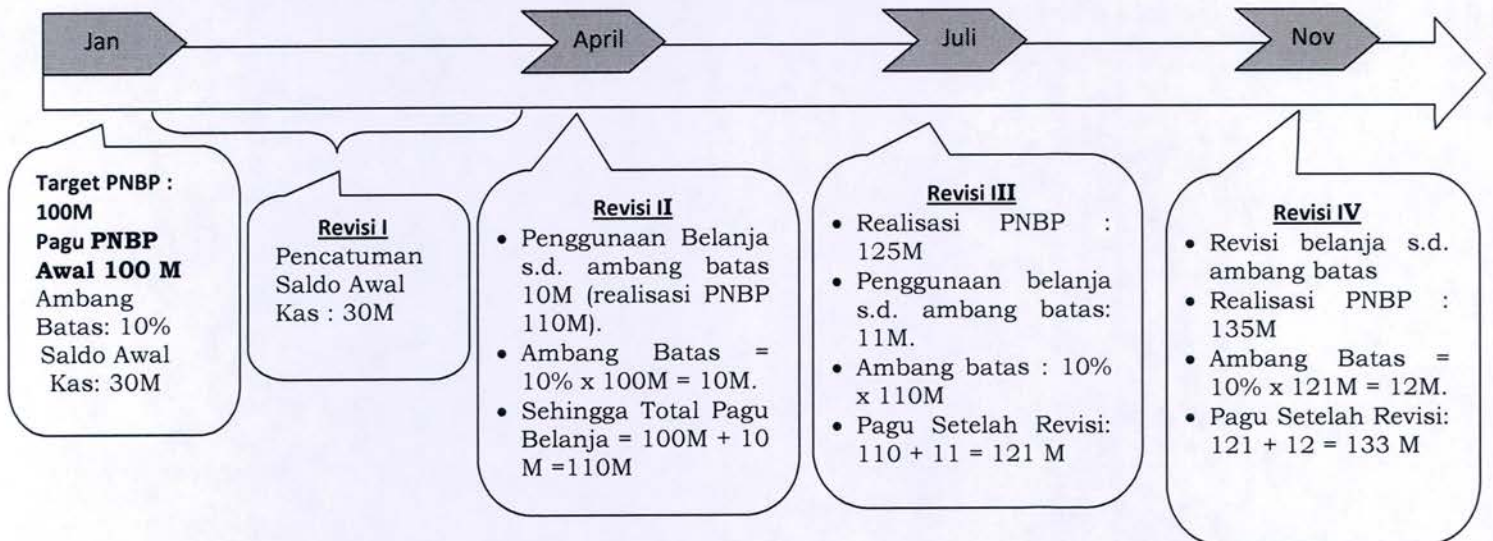 Jan
April
Juli
Nov
Target PNBP :
100M
Pagu PNBP
Awal 100 M
Ambang
Batas: 10%
Saldo Awal
Kas: 30M
Revisi I
Pencatuman
Saldo Awal
Kas : 30M
Revisi II
• Penggunaan Belanja
s.d. ambang batas
10M (realisasi PNBP
110M).
• Ambang Batas =
10% x 100M = 10M.
• Sehingga Total Pagu
Belanja = 100M + 10
M =110M
Revisi III
• Realisasi PNBP :
125M
• Penggunaan belanja
s.d. ambang batas:
11M.
• Ambang batas : 10%
x 110M
• Pagu Setelah Revisi:
110 + 11 = 121 M
Revisi IV
• Revisi belanja s.d.
ambang batas
• Realisasi PNBP :
135M
• Ambang Batas =
10% x 121M = 12M.
• Pagu Setelah Revisi:
121 + 12 = 133 M